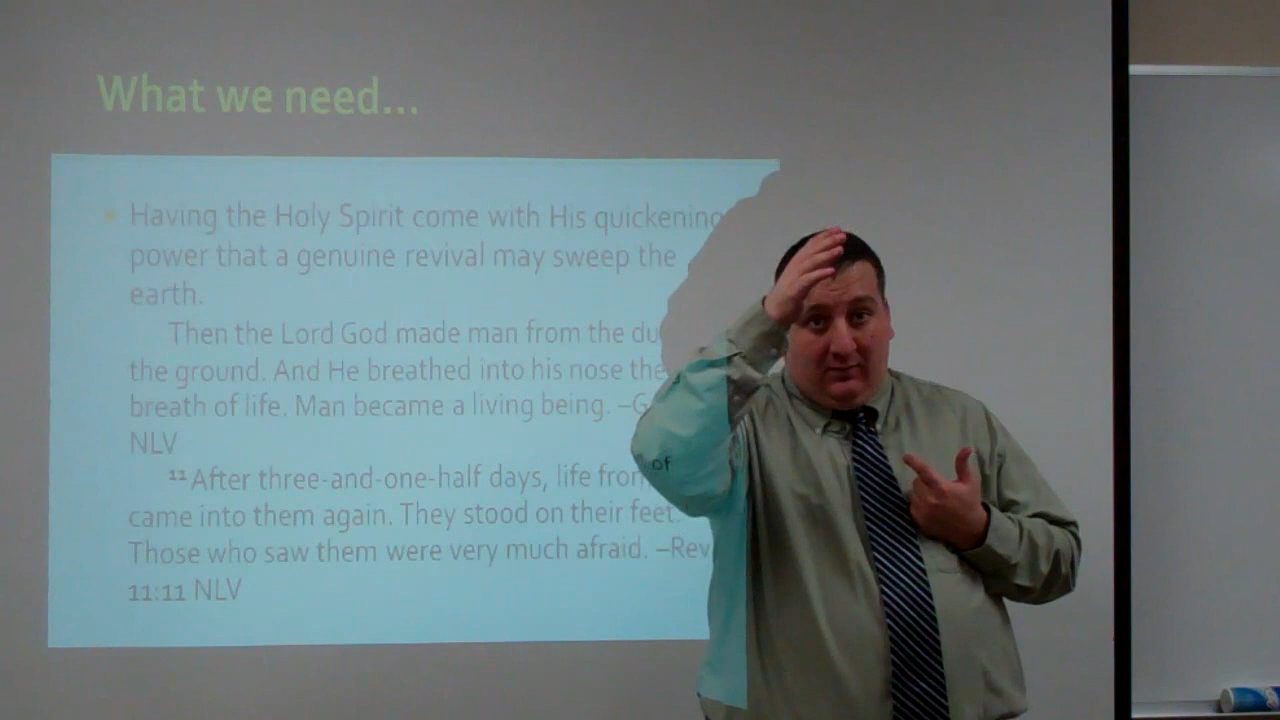 What we need...
Having the Holy Spirit come with His quickening
power that a genuine revival may sweep the
earth.
Then the Lord God made man from the
the ground. And He breathed into his nose the
breath of life. Man became a living being. –
NLV
11 After three-and-one-half days, life from of
came into them again. They stood on their feet.
Those who saw them were very much afraid. –Rev
11:11 NLV